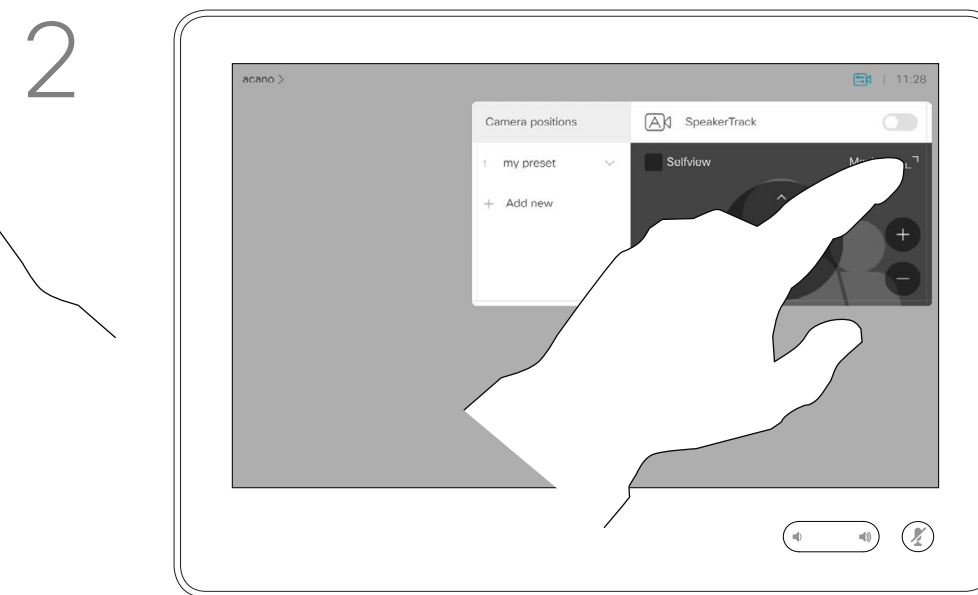 2
acano >
11:28
Camera positions
SpeakerTrack
1 my preset
Selfview
+ Add new